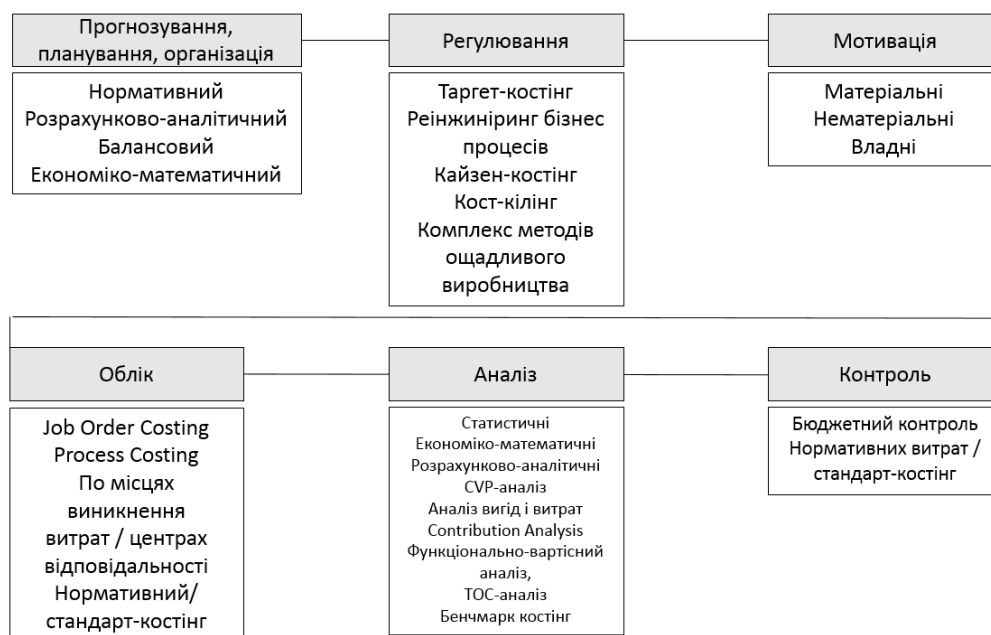 Прогнозування,
планування, організація
Нормативний
Розрахунково-аналітичний
Балансовий
Економіко-математичний
Регулювання
Таргет-костінг
Реінжиніринг бізнес
процесів
Кайзен-костінг
Кост-кілінг
Комплекс методів
ощадливого
виробництва
Мотивація
Матеріальні
Нематеріальні
Владні
Облік
Job Order Costing
Process Costing
По місцях
виникнення
витрат / центрах
відповідальності
Нормативний/
стандарт-костінг
Аналіз
Статистичні
Економіко-математичні
Розрахунково-аналітичні
CVP-аналіз
Аналіз вигід і витрат
Contribution Analysis
Функціонально-вартісний
аналіз,
ТОС-аналіз
Бенчмарк костінг
Контроль
Бюджетний контроль
Нормативних витрат /
стандарт-костінг